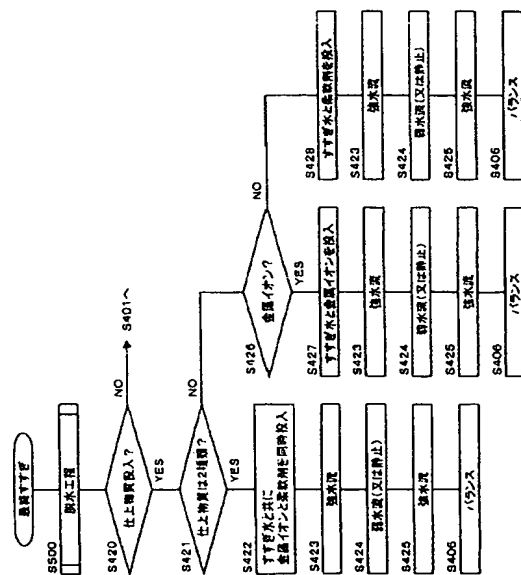 最終すすぎ
S500
脱水工程
S420
仕上物質投入?
NO
S401へ
YES
S421
仕上物質は2種類?
NO
YES
S422
すすぎ水と共に
金属イオンと柔軟剤を同時投入
S423
強水流
S424
弱水流(又は静止)
S425
強水流
S406
バランス
S426
金属イオン?
NO
YES
S427
すすぎ水と金属イオンを投入
S423
強水流
S424
弱水流(又は静止)
S425
強水流
S406
バランス
S428
すすぎ水と柔軟剤を投入
S423
強水流
S424
弱水流(又は静止)
S425
強水流
S406
バランス